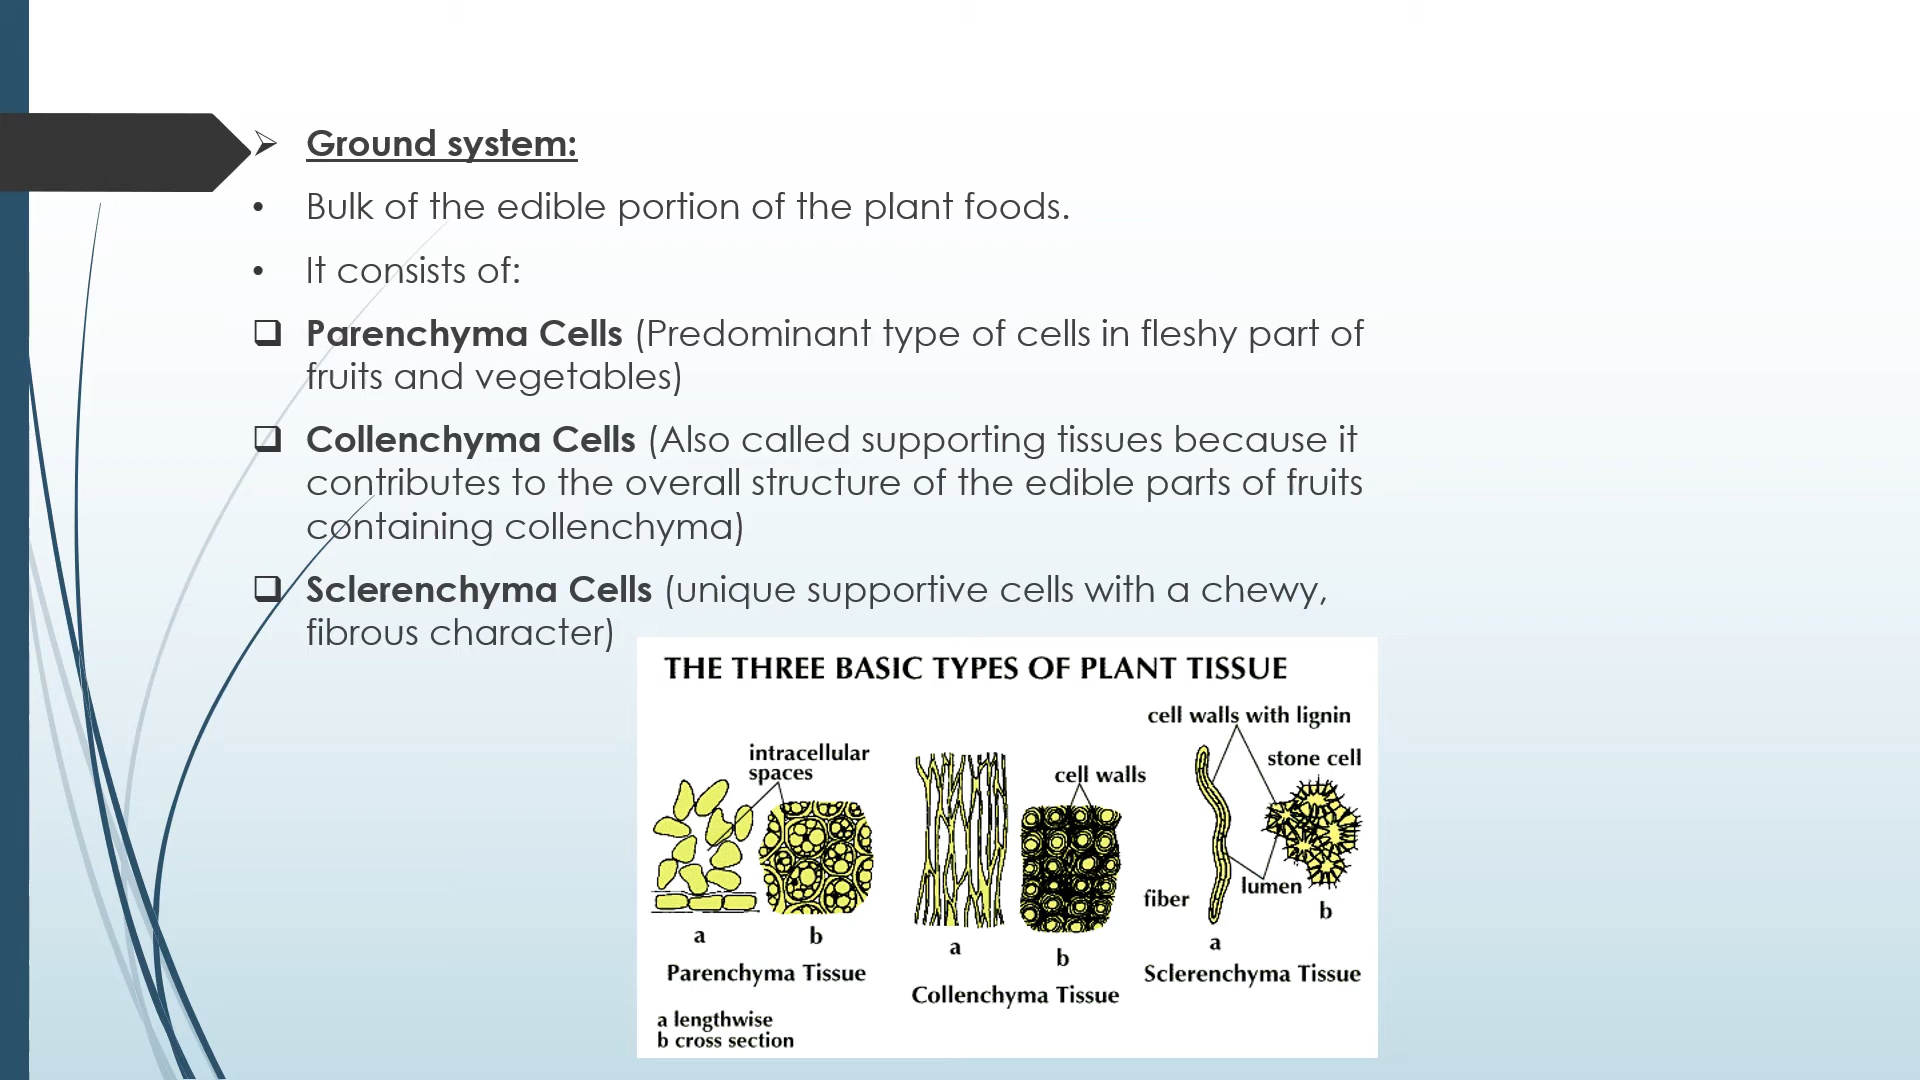 ➢ Ground system:
• Bulk of the edible portion of the plant foods.
• It consists of:
❑ Parenchyma Cells (Predominant type of cells in fleshy part of
fruits and vegetables)
❑ Collenchyma Cells (Also called supporting tissues because it
contributes to the overall structure of the edible parts of fruits
containing collenchyma)
❑ Sclerenchyma Cells (unique supportive cells with a chewy,
fibrous character)
THE THREE BASIC TYPES OF PLANT TISSUE
intracellular
spaces
a
b
Parenchyma Tissue
a lengthwise
b cross section
cell walls
a
b
Collenchyma Tissue
cell walls with lignin
stone cell
lumen
fiber
b
a
Sclerenchyma Tissue